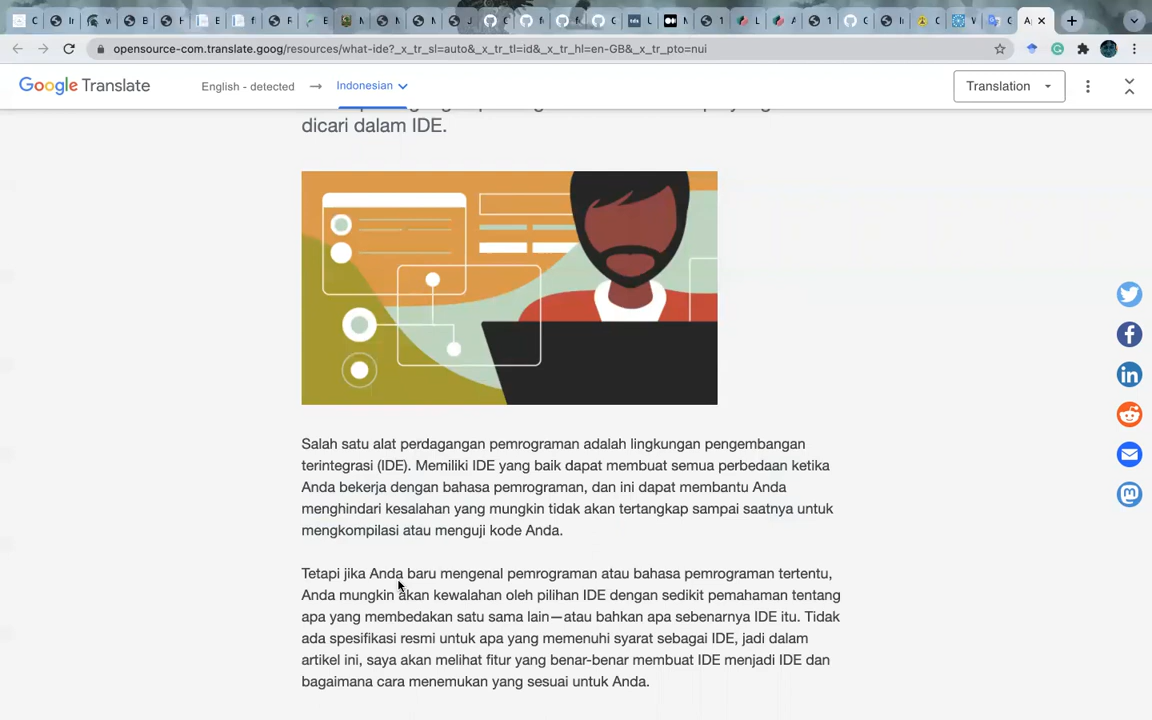 opensource-com.translate.goog/resources/what-ide?_x_tr_sl=auto&_x_tr_tl=id&_x_tr_hl=en-GB&_x_tr_pto=nui
Google Translate
English - detected
Indonesian
Translation
dicari dalam IDE.
Salah satu alat perdagangan pemrograman adalah lingkungan pengembangan
terintegrasi (IDE). Memiliki IDE yang baik dapat membuat semua perbedaan ketika
Anda bekerja dengan bahasa pemrograman, dan ini dapat membantu Anda
menghindari kesalahan yang mungkin tidak akan tertangkap sampai saatnya untuk
mengkompilasi atau menguji kode Anda.
Tetapi jika Anda baru mengenal pemrograman atau bahasa pemrograman tertentu,
Anda mungkin akan kewalahan oleh pilihan IDE dengan sedikit pemahaman tentang
apa yang membedakan satu sama lain—atau bahkan apa sebenarnya IDE itu. Tidak
ada spesifikasi resmi untuk apa yang memenuhi syarat sebagai IDE, jadi dalam
artikel ini, saya akan melihat fitur yang benar-benar membuat IDE menjadi IDE dan
bagaimana cara menemukan yang sesuai untuk Anda.